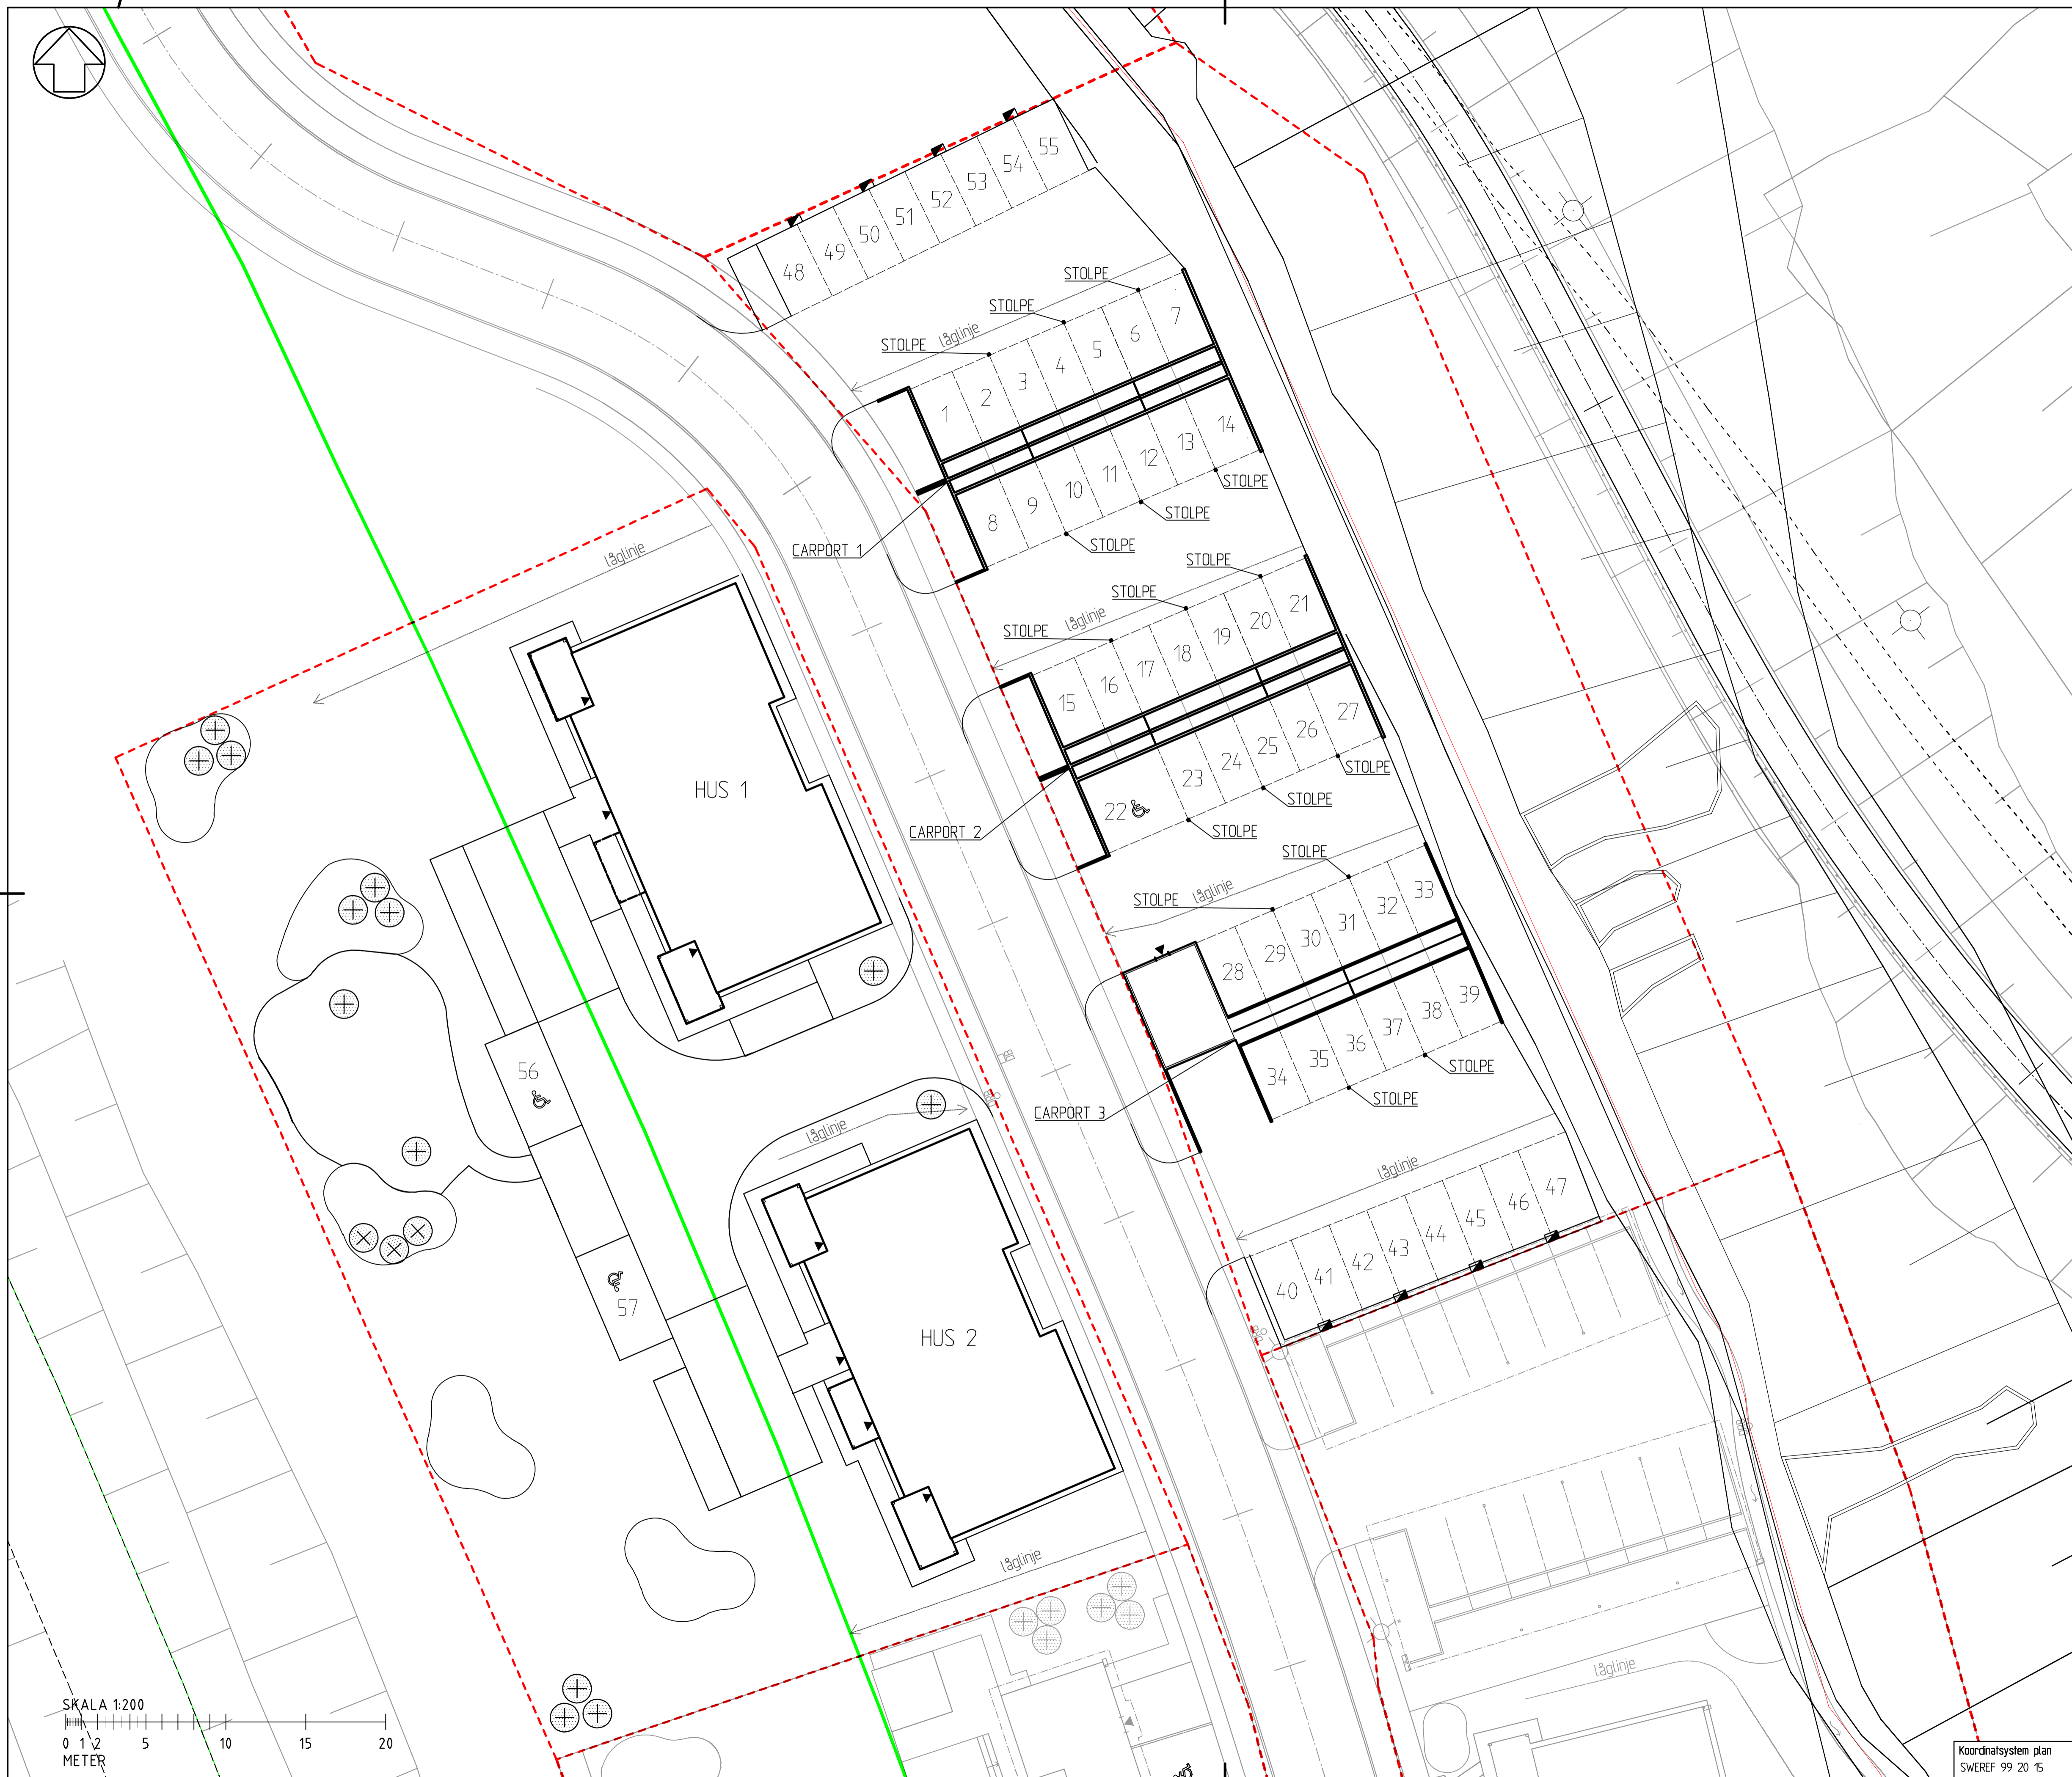 55
54
53
52
51
50
49
48
STOLPE
STOLPE
STOLPE
låglinje
7
6
5
4
3
2
1
14
13
12
11
10
9
8
STOLPE
STOLPE
STOLPE
CARPORT 1
låglinje
STOLPE
STOLPE
STOLPE
låglinje
21
20
19
18
17
16
15
27
26
25
24
23
22
STOLPE
STOLPE
STOLPE
CARPORT 2
HUS 1
STOLPE
STOLPE
låglinje
33
32
31
30
29
28
39
38
37
36
35
34
STOLPE
STOLPE
CARPORT 3
56
57
låglinje
låglinje
47
46
45
44
43
42
41
40
HUS 2
låglinje
låglinje
SKALA 1:200
0 1 2 5 10 15 20
METER
Koordinatsystem plan
SWEREF 99 20 15